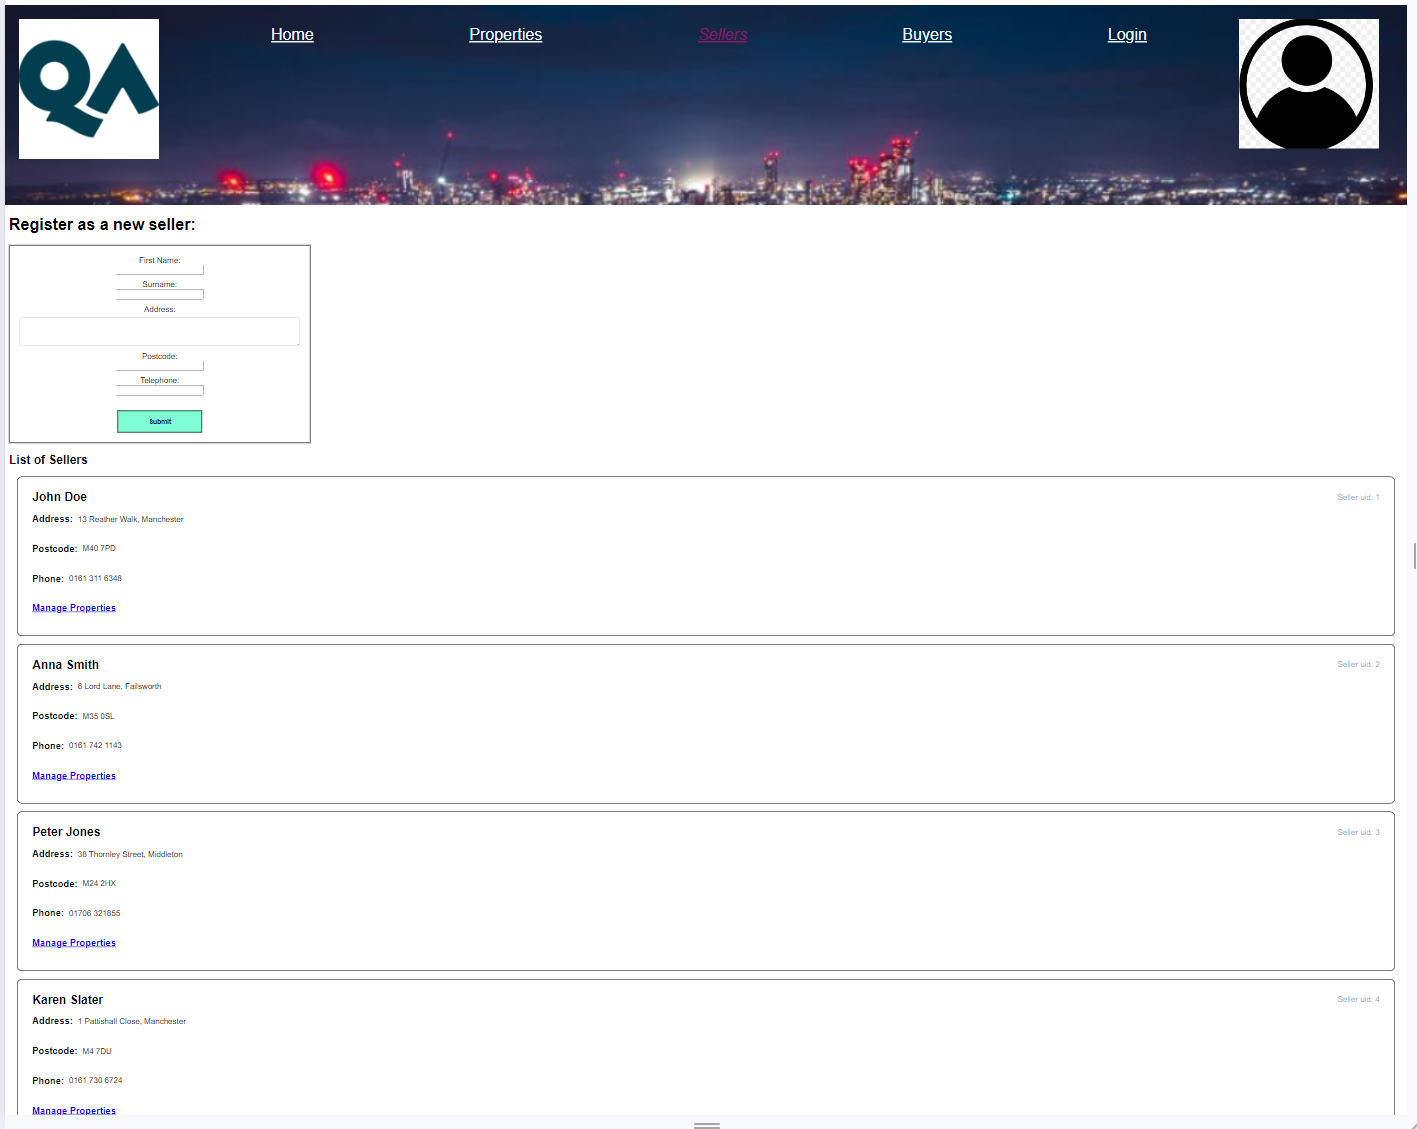 QA
Home Properties Sellers Buyers Login
Register as a new seller:
First Name:
Surname:
Address:
Postcode:
Telephone:
Submit
List of Sellers
John Doe Seller uid: 1
Address: 13 Reather Walk, Manchester
Postcode: M40 7PD
Phone: 0161 311 6348
Manage Properties
Anna Smith Seller uid: 2
Address: 6 Lord Lane, Failsworth
Postcode: M35 0SL
Phone: 0161 742 1143
Manage Properties
Peter Jones Seller uid: 3
Address: 38 Thornley Street, Middleton
Postcode: M24 2HX
Phone: 01706 321855
Manage Properties
Karen Slater Seller uid: 4
Address: 1 Pattishall Close, Manchester
Postcode: M4 7DU
Phone: 0161 730 6724
Manage Properties